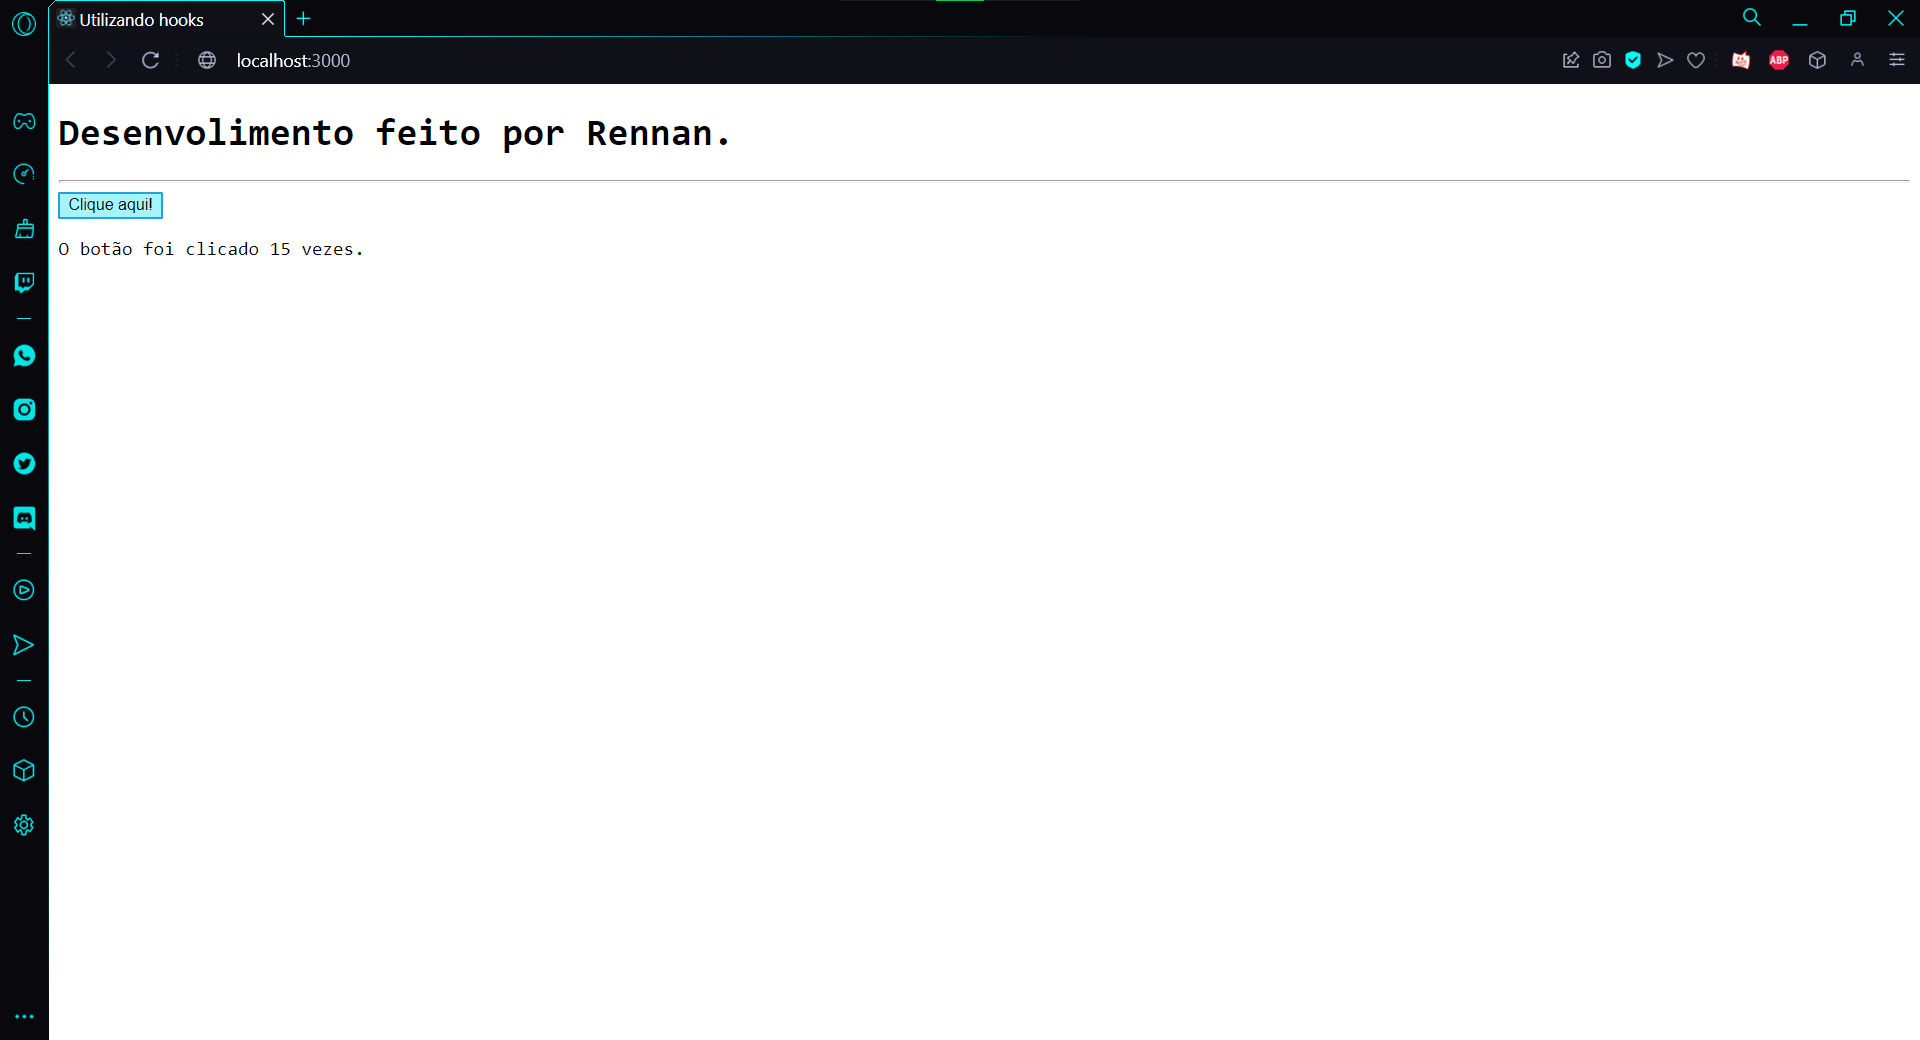 Utilizando hooks
localhost:3000
ABP
Desenvolimento feito por Rennan.
Clique aqui!
O botão foi clicado 15 vezes.